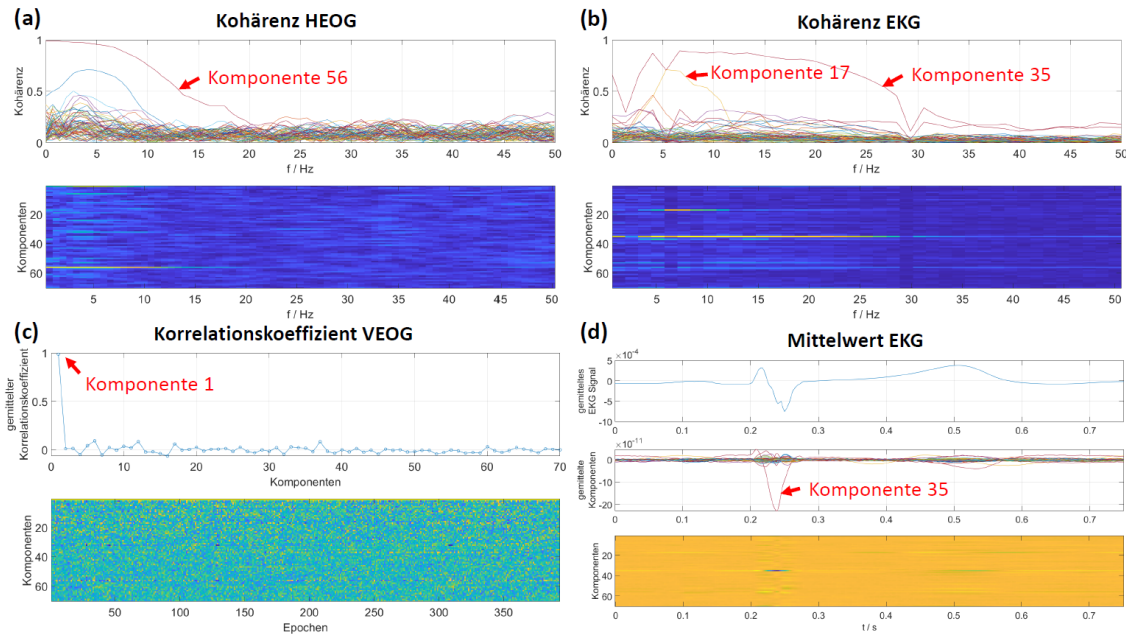 (a)
Kohärenz HEOG
1
0.5
0
Kohärenz
Komponente 56
0 5 10 15 20 25 30 35 40 45 50
f / Hz
20
40
60
Komponenten
5 10 15 20 25 30 35 40 45 50
f / Hz
(b)
Kohärenz EKG
1
0.5
0
Kohärenz
Komponente 17
Komponente 35
0 5 10 15 20 25 30 35 40 45 50
f / Hz
20
40
60
Komponenten
5 10 15 20 25 30 35 40 45 50
f / Hz
(c)
Korrelationskoeffizient VEOG
1
0.5
0
gemittelter
Korrelationskoeffizient
Komponente 1
0 10 20 30 40 50 60 70
Komponenten
20
40
60
Komponenten
50 100 150 200 250 300 350
Epochen
(d)
Mittelwert EKG
×10⁻⁴
5
0
-5
-10
gemitteltes
EKG Signal
0 0.1 0.2 0.3 0.4 0.5 0.6 0.7
×10⁻¹¹
0
-10
-20
gemittelte
Komponenten
Komponente 35
0 0.1 0.2 0.3 0.4 0.5 0.6 0.7
20
40
60
Komponenten
0 0.1 0.2 0.3 0.4 0.5 0.6 0.7
t / s